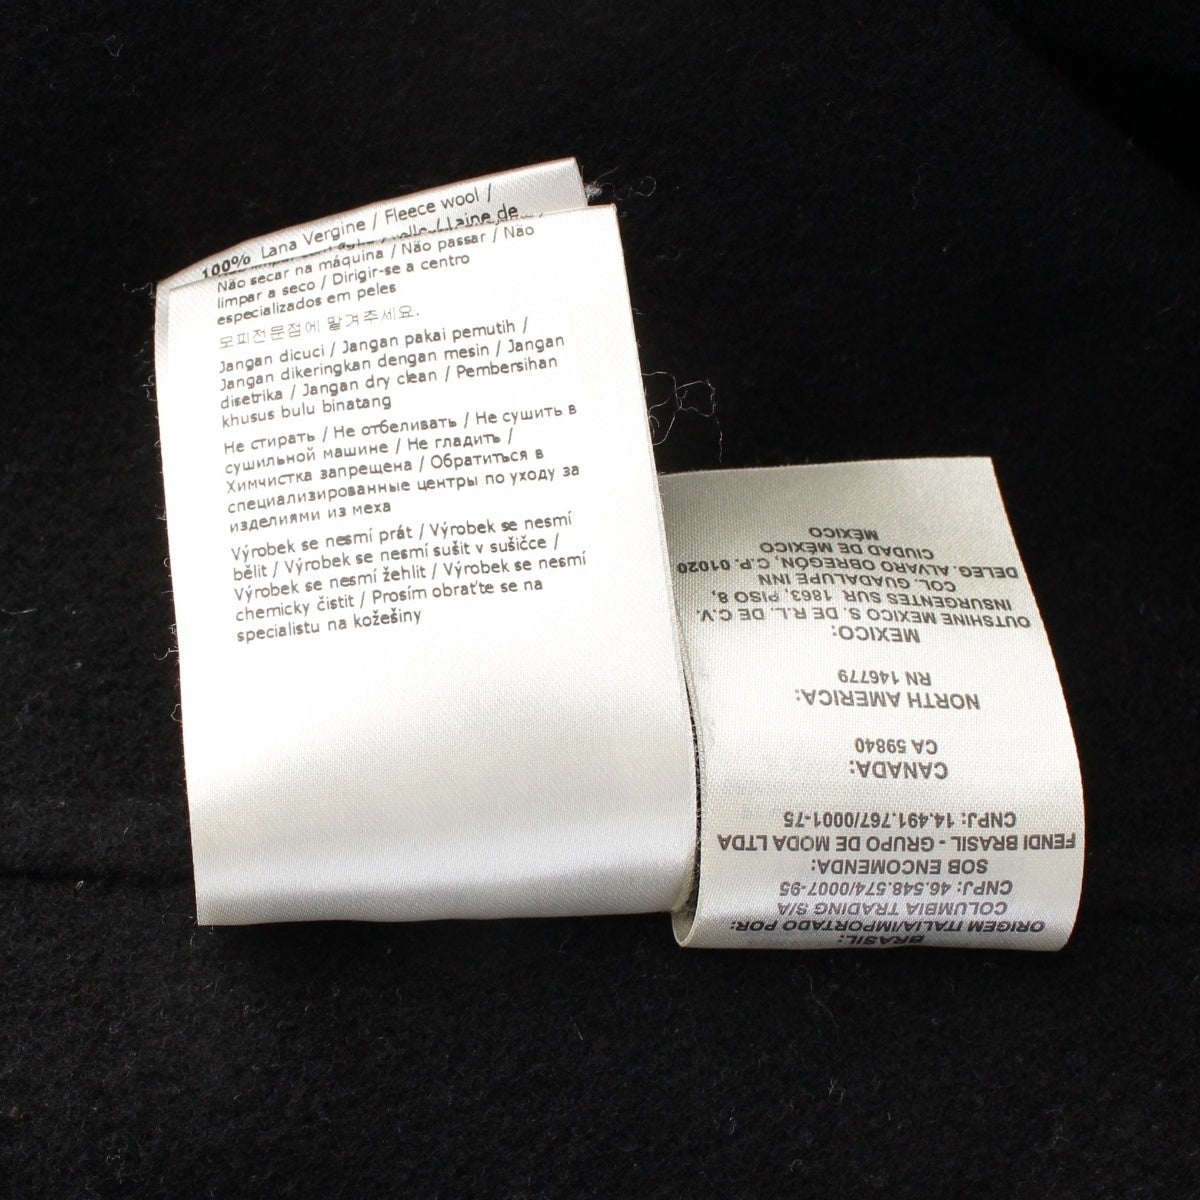 100% Lana Vergine / Fleece wool /
Laine de
Não secar na máquina / Não passar / Não
limpar a seco / Dirigir-se a centro
especializados em peles
모피전문점에 맡겨주세요.
Jangan dicuci / Jangan pakai pemutih /
Jangan dikeringkan dengan mesin / Jangan
disetrika / Jangan dry clean / Pembersihan
khusus bulu binatang
Не стирать / Не отбеливать / Не сушить в
сушильной машине / Не гладить /
Химчистка запрещена / Обратиться в
специализированные центры по уходу за
изделиями из меха
Výrobek se nesmí prát / Výrobek se nesmí
bělit / Výrobek se nesmí sušit v sušičce /
Výrobek se nesmí žehlit / Výrobek se nesmí
chemicky čistit / Prosím obraťte se na
specialistu na kožešiny
BRASIL:
ORIGEM ITALIA/IMPORTADO POR:
COLUMBIA TRADING S/A
CNPJ: 46.548.574/0007-95
SOB ENCOMENDA:
FENDI BRASIL - GRUPO DE MODA LTDA
CNPJ: 14.491.767/0001-75
CANADA:
CA 59840
NORTH AMERICA:
RN 146779
MEXICO:
OUTSHINE MEXICO S. DE R.L. DE C.V.
INSURGENTES SUR 1863, PISO 8,
COL. GUADALUPE INN
DELEG. ALVARO OBREGÓN, C.P. 01020
CIUDAD DE MÉXICO
MÉXICO